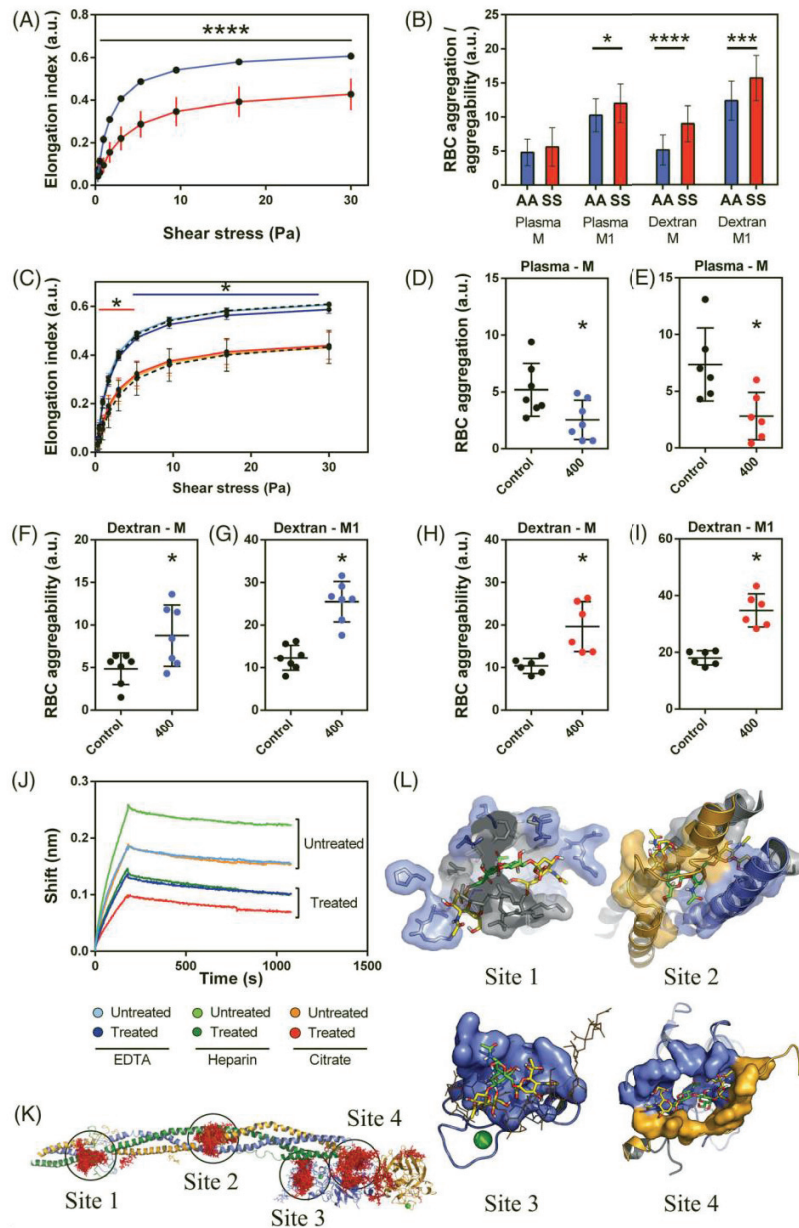 (A)
****
Elongation index (a.u.)
0.6
0.4
0.2
0.0
0 10 20 30
Shear stress (Pa)
(B)
RBC aggregation /
aggregability (a.u.)
25
20
15
10
5
0
* **** ***
AA SS AA SS AA SS AA SS
Plasma Plasma Dextran Dextran
M M1 M M1
(C)
Elongation index (a.u.)
0.6
0.4
0.2
0.0
* *
0 10 20 30
Shear stress (Pa)
(D)
Plasma - M
RBC aggregation (a.u.)
15
10
5
0
*
Control 400
(E)
Plasma - M
15
10
5
0
*
Control 400
(F)
Dextran - M
RBC aggregability (a.u.)
20
15
10
5
0
*
Control 400
(G)
Dextran - M1
40
30
20
10
0
*
Control 400
(H)
Dextran - M
RBC aggregability (a.u.)
40
30
20
10
0
*
Control 400
(I)
Dextran - M1
60
40
20
0
*
Control 400
(J)
Shift (nm)
0.3
0.2
0.1
0.0
Untreated
Treated
0 500 1000 1500
Time (s)
Untreated Untreated Untreated
Treated Treated Treated
EDTA Heparin Citrate
(K)
Site 1
Site 2
Site 3
Site 4
(L)
Site 1
Site 2
Site 3
Site 4